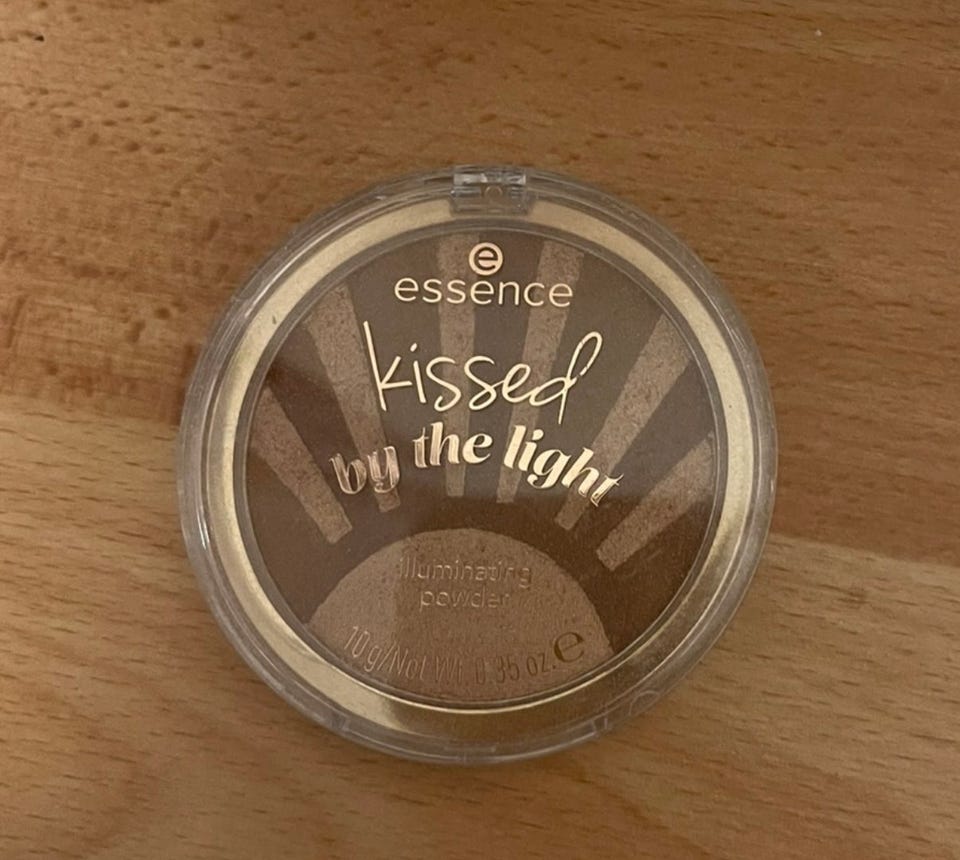 e
essence
kissed
by the light
illuminating
powder
10 g/Net Wt. 0.35 oz. ℮